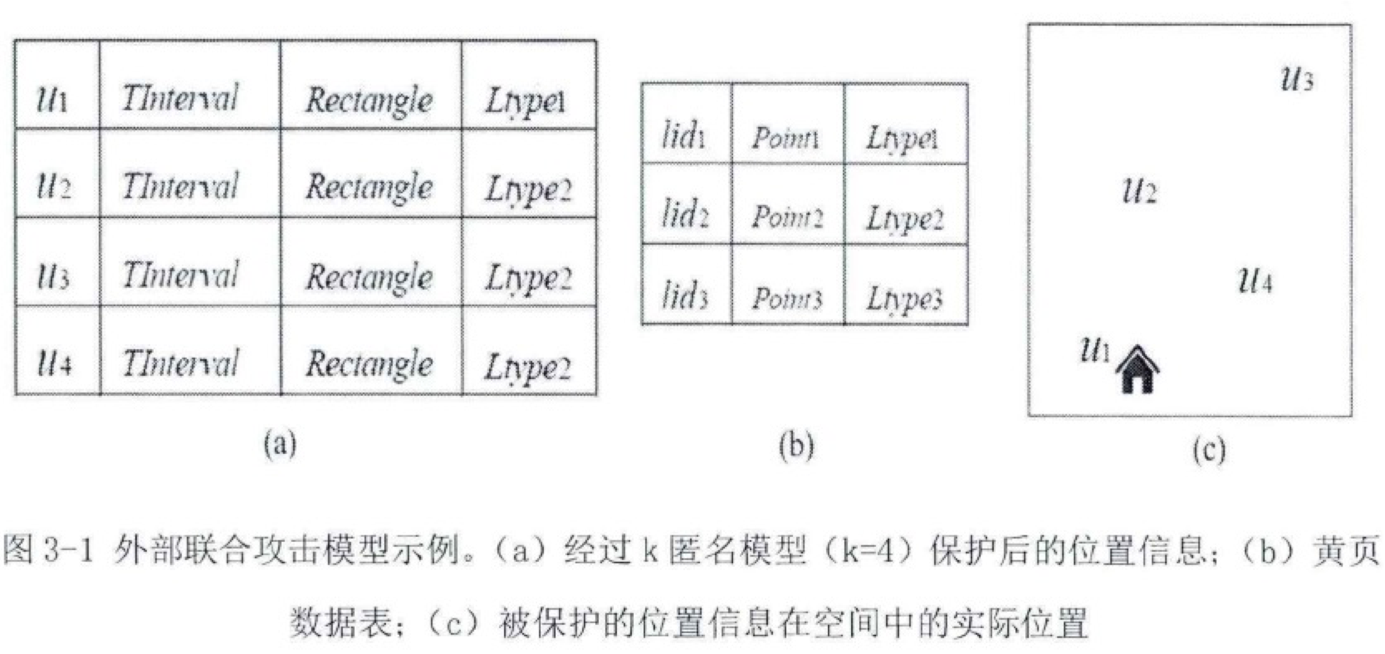 u1 TInterval Rectangle Ltype1
u2 TInterval Rectangle Ltype2
u3 TInterval Rectangle Ltype2
u4 TInterval Rectangle Ltype2
(a)
lid1 Point1 Ltype1
lid2 Point2 Ltype2
lid3 Point3 Ltype3
(b)
u3
u2
u4
u1
(c)
图 3-1 外部联合攻击模型示例。（a）经过 k 匿名模型（k=4）保护后的位置信息；（b）黄页
数据表；（c）被保护的位置信息在空间中的实际位置